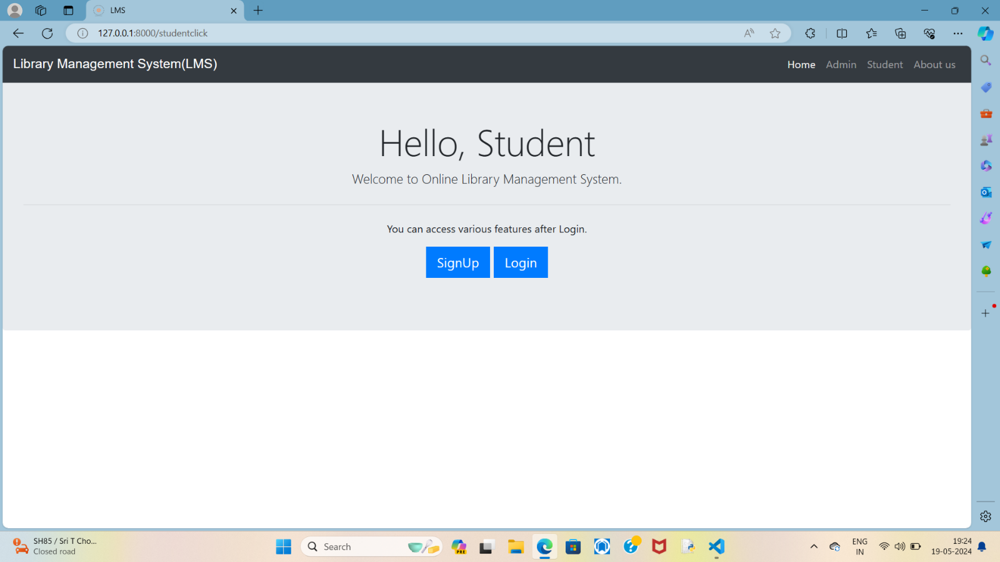 LMS
127.0.0.1:8000/studentclick
Library Management System(LMS)
Home Admin Student About us
Hello, Student
Welcome to Online Library Management System.
You can access various features after Login.
SignUp Login
SH85 / Sri T Cho...
Closed road
Search
PRE
ENG
IN
19:24
19-05-2024